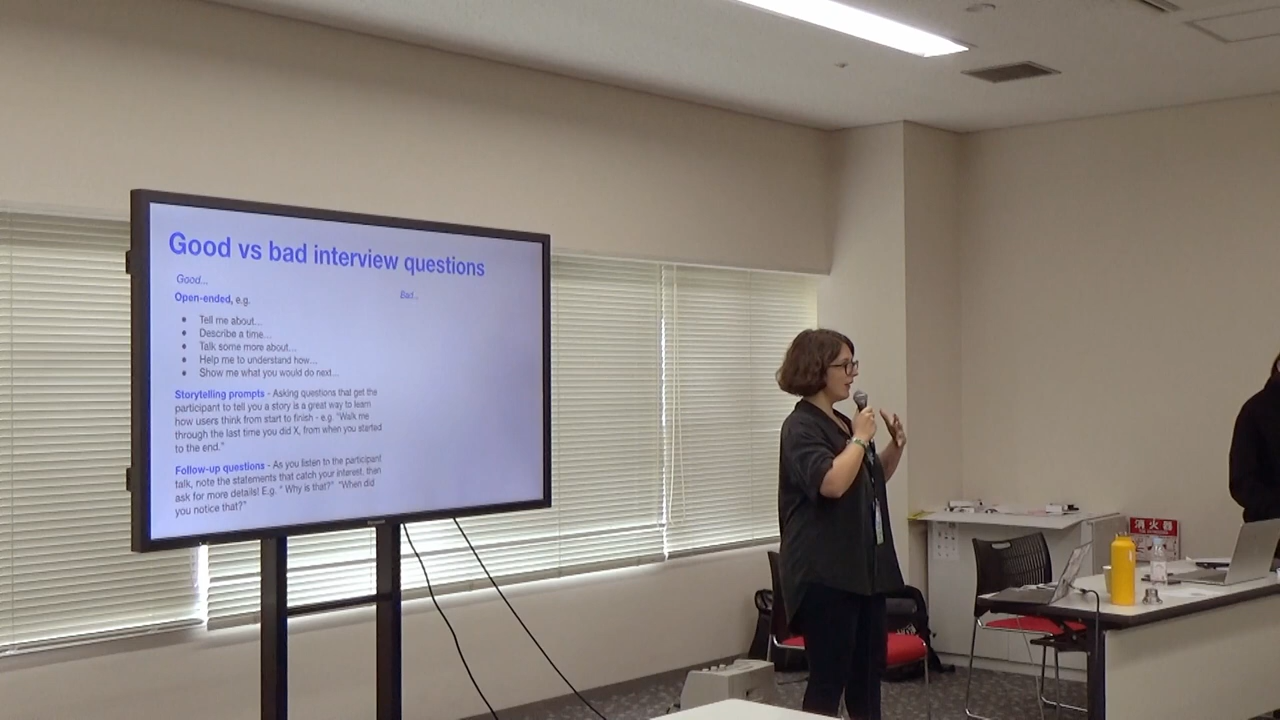 Good vs bad interview questions
Good...
Bad...
Open-ended, e.g.
● Tell me about...
● Describe a time...
● Talk some more about...
● Help me to understand how...
● Show me what you would do next...
Storytelling prompts - Asking questions that get the
participant to tell you a story is a great way to learn
how users think from start to finish - e.g. "Walk me
through the last time you did X, from when you started
to the end."
Follow-up questions - As you listen to the participant
talk, note the statements that catch your interest, then
ask for more details! E.g. " Why is that?" "When did
you notice that?"
消火器